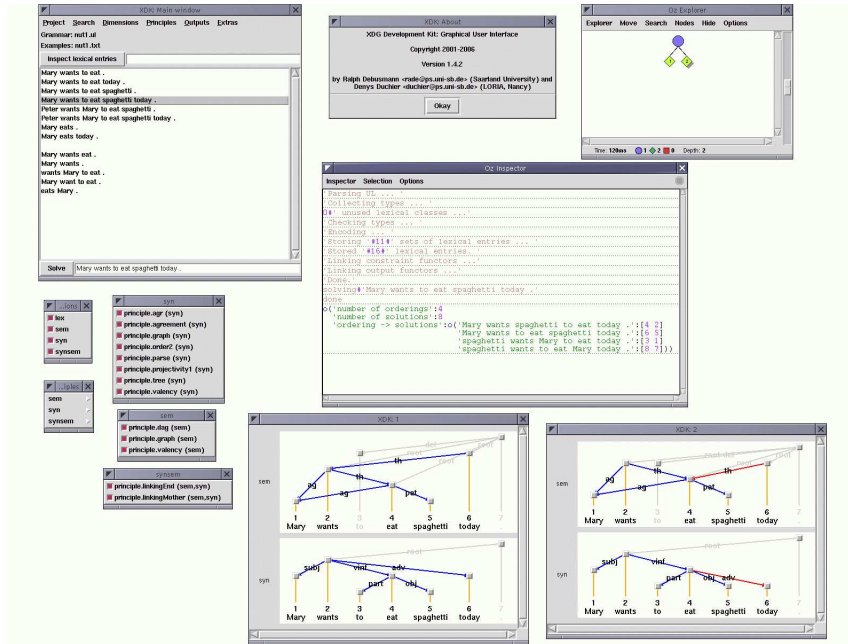 XDK: Main window
Project Search Dimensions Principles Outputs Extras
Grammar: nut1.ul
Examples: nut1.txt
Inspect lexical entries
Mary wants to eat .
Mary wants to eat today .
Mary wants to eat spaghetti .
Mary wants to eat spaghetti today .
Peter wants Mary to eat spaghetti .
Peter wants Mary to eat spaghetti today .
Mary eats .
Mary eats today .
Mary wants eat .
Mary wants .
wants Mary to eat .
Mary want to eat .
eats Mary .
Solve Mary wants to eat spaghetti today .
XDK: About
XDG Development Kit: Graphical User Interface
Copyright 2001-2006
Version 1.4.2
by Ralph Debusmann <rade@ps.uni-sb.de> (Saarland University) and
Denys Duchier <duchier@ps.uni-sb.de> (LORIA, Nancy)
Okay
Oz Explorer
Explorer Move Search Nodes Hide Options
1 2
Time: 120ms 1 2 0 Depth: 2
Oz Inspector
Inspector Selection Options
'Parsing UL ... '
'Collecting types ... '
0#' unused lexical classes ...'
'Checking types ... '
'Encoding ... '
'Storing '#11#' sets of lexical entries ... '
'Stored '#16#' lexical entries. '
'Linking constraint functors ... '
'Linking output functors ... '
'Done.'
solving#'Mary wants to eat spaghetti today .'
done
o('number of orderings':4
'number of solutions':8
'ordering -> solutions':o('Mary wants spaghetti to eat today .':[4 2]
'Mary wants to eat spaghetti today .':[6 5]
'spaghetti wants Mary to eat today .':[3 1]
'spaghetti wants to eat Mary today .':[8 7]))
...ions
lex
sem
syn
synsem
...iples
sem
syn
synsem
syn
principle.agr (syn)
principle.agreement (syn)
principle.graph (syn)
principle.order2 (syn)
principle.parse (syn)
principle.projectivity1 (syn)
principle.tree (syn)
principle.valency (syn)
sem
principle.dag (sem)
principle.graph (sem)
principle.valency (sem)
synsem
principle.linkingEnd (sem,syn)
principle.linkingMother (sem,syn)
XDK: 1
sem
del
root
th
root
th
ag
ag
pat
1 2 3 4 5 6 7
Mary wants to eat spaghetti today .
syn
root
subj vinf adv
part obj
1 2 3 4 5 6 7
Mary wants to eat spaghetti today .
XDK: 2
sem
root del
root
th
th
ag
ag
pat
1 2 3 4 5 6 7
Mary wants to eat spaghetti today .
syn
root
subj vinf
part obj adv
1 2 3 4 5 6 7
Mary wants to eat spaghetti today .